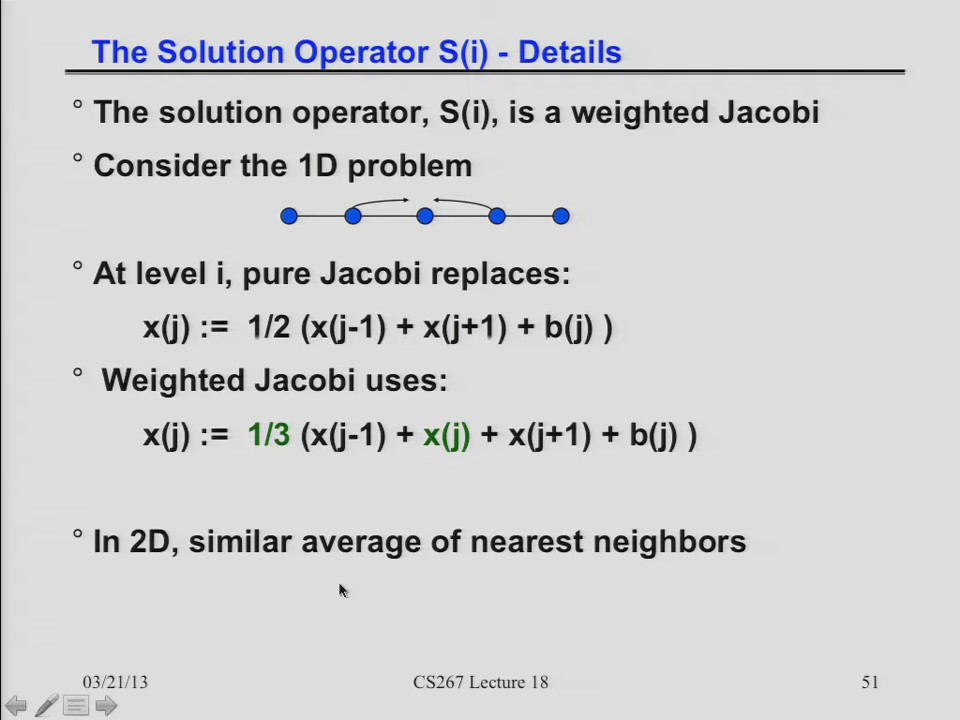 The Solution Operator S(i) - Details
° The solution operator, S(i), is a weighted Jacobi
° Consider the 1D problem
° At level i, pure Jacobi replaces:
x(j) := 1/2 (x(j-1) + x(j+1) + b(j) )
° Weighted Jacobi uses:
x(j) := 1/3 (x(j-1) + x(j) + x(j+1) + b(j) )
° In 2D, similar average of nearest neighbors
03/21/13 CS267 Lecture 18 51